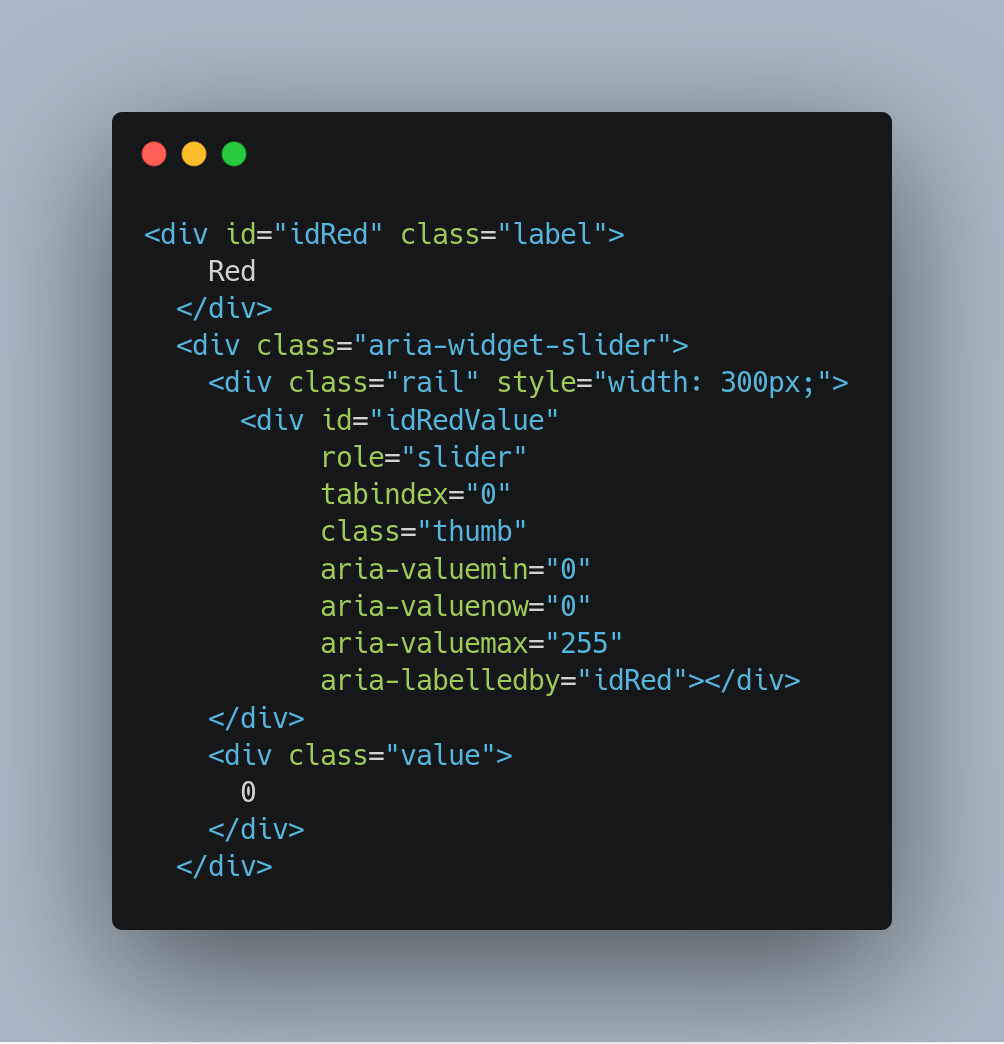 <div id="idRed" class="label">
    Red
  </div>
  <div class="aria-widget-slider">
    <div class="rail" style="width: 300px;">
      <div id="idRedValue"
           role="slider"
           tabindex="0"
           class="thumb"
           aria-valuemin="0"
           aria-valuenow="0"
           aria-valuemax="255"
           aria-labelledby="idRed"></div>
    </div>
    <div class="value">
      0
    </div>
  </div>